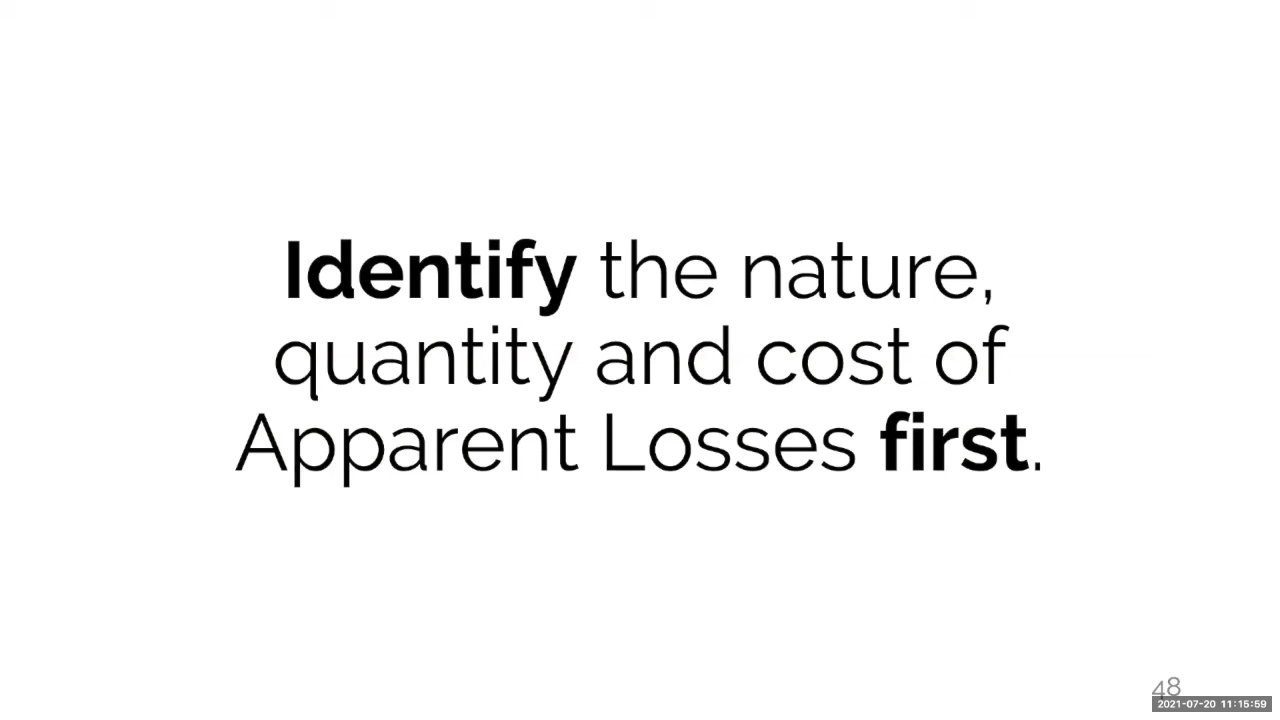 Identify the nature,
quantity and cost of
Apparent Losses first.
48
2021-07-20 11:15:59